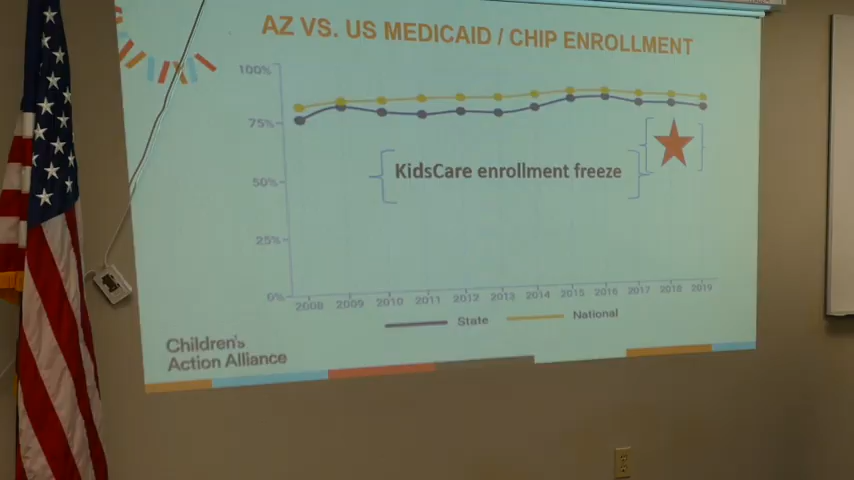 AZ VS. US MEDICAID / CHIP ENROLLMENT
100%
75%
50%
25%
0%
KidsCare enrollment freeze
2008 2009 2010 2011 2012 2013 2014 2015 2016 2017 2018 2019
State National
Children's
Action Alliance